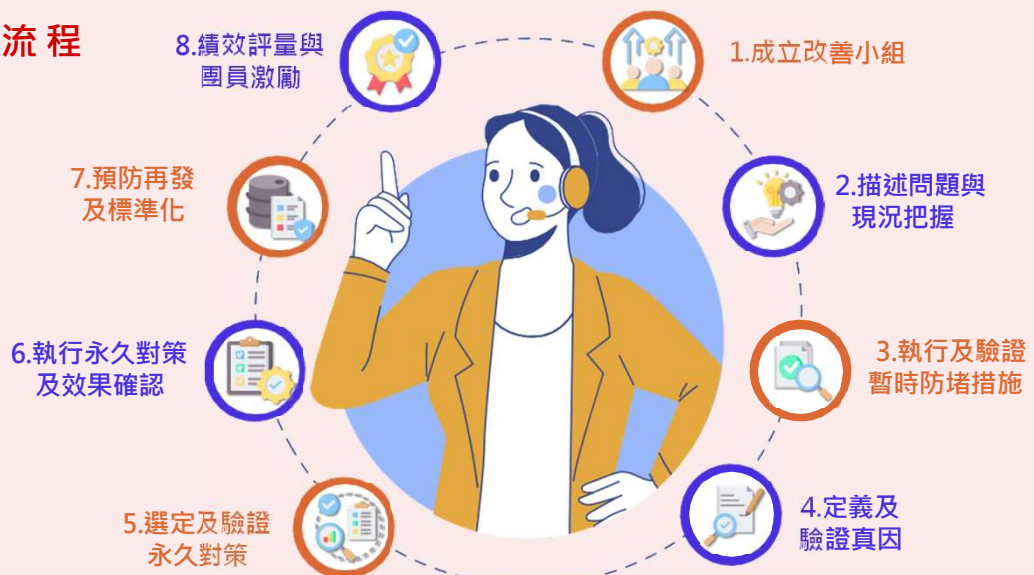 流程
1.成立改善小組
2.描述問題與
現況把握
3.執行及驗證
暫時防堵措施
4.定義及
驗證真因
5.選定及驗證
永久對策
6.執行永久對策
及效果確認
7.預防再發
及標準化
8.績效評量與
團員激勵